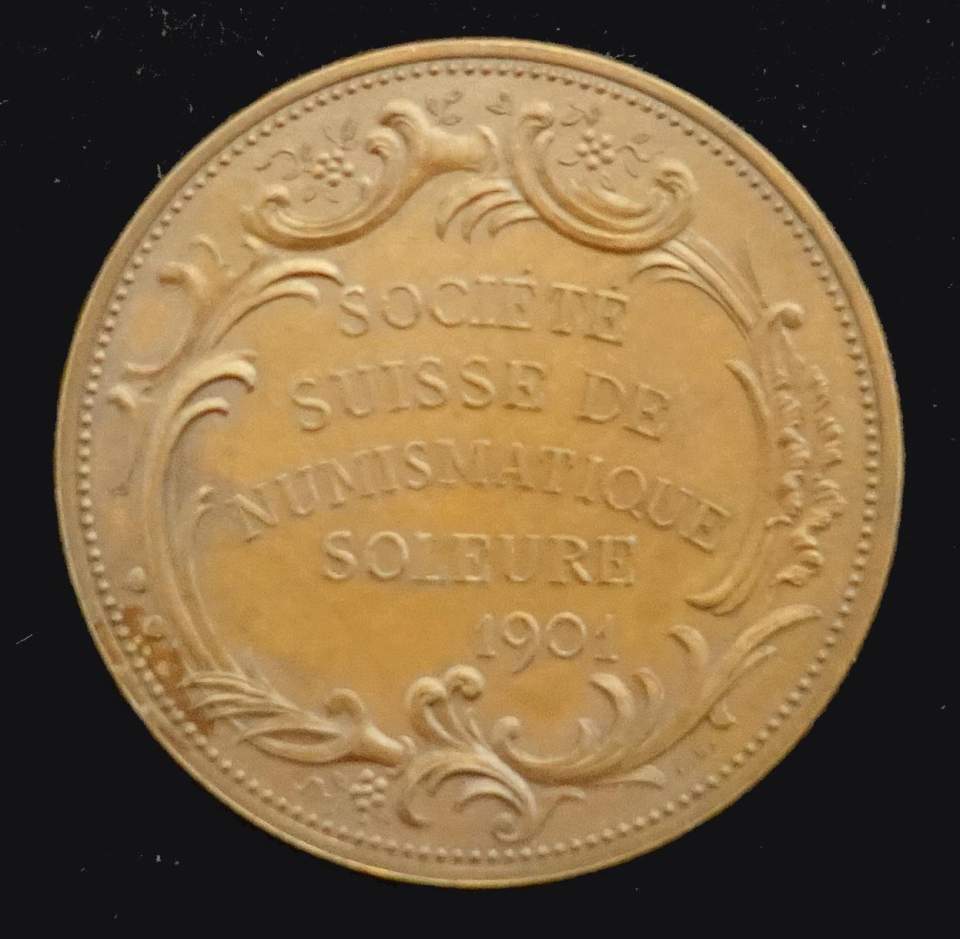 SOCIÉTÉ
SUISSE DE
NUMISMATIQUE
SOLEURE
1901